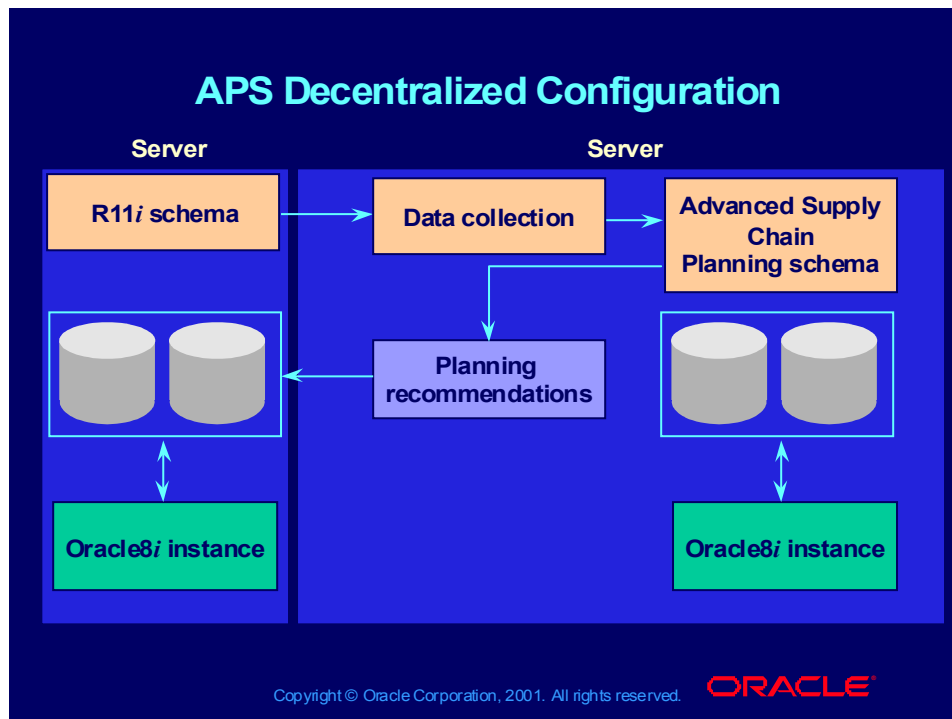 APS Decentralized Configuration
Server
Server
R11i schema
Data collection
Advanced Supply
Chain
Planning schema
Planning
recommendations
Oracle8i instance
Oracle8i instance
Copyright © Oracle Corporation, 2001. All rights reserved.
ORACLE®